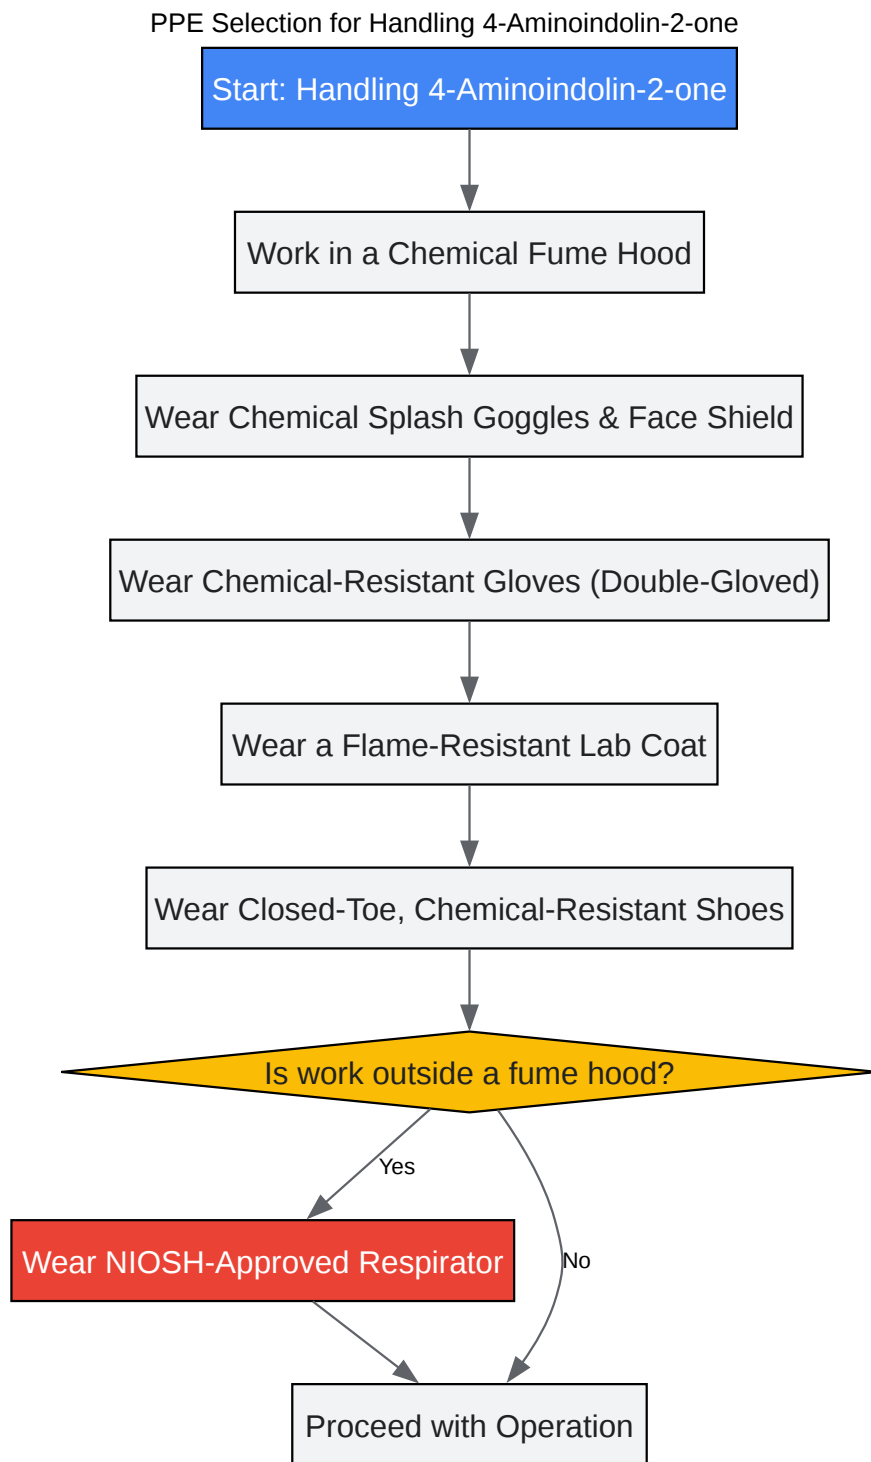 PPE Selection for Handling 4-Aminoindolin-2-one
Start: Handling 4-Aminoindolin-2-one
Work in a Chemical Fume Hood
Wear Chemical Splash Goggles & Face Shield
Wear Chemical-Resistant Gloves (Double-Gloved)
Wear a Flame-Resistant Lab Coat
Wear Closed-Toe, Chemical-Resistant Shoes
Is work outside a fume hood?
Yes
Wear NIOSH-Approved Respirator
No
Proceed with Operation